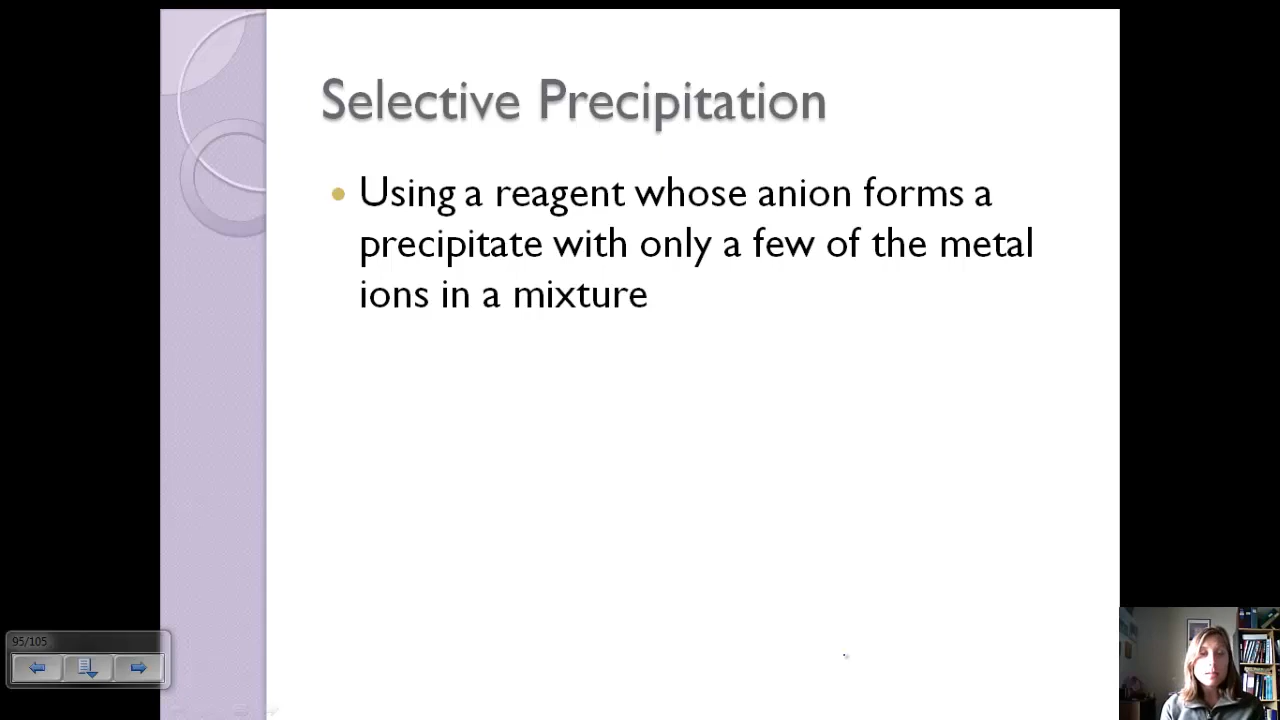 Selective Precipitation
Using a reagent whose anion forms a
precipitate with only a few of the metal
ions in a mixture
95/105